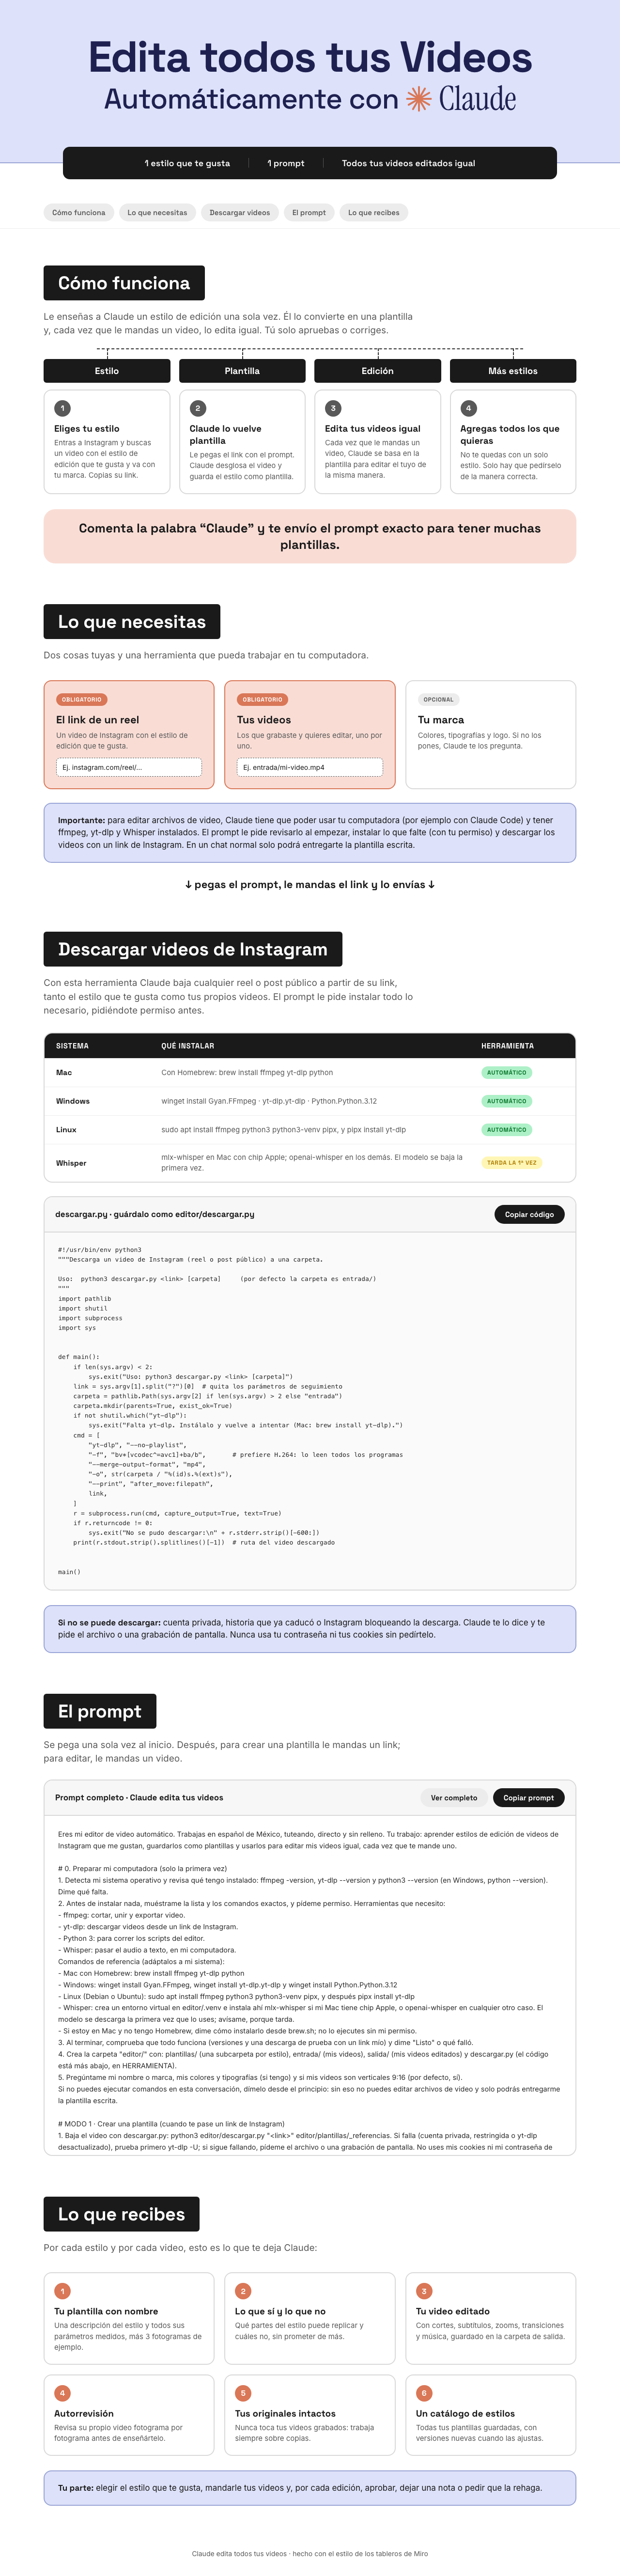 Edita todos tus Videos
Automáticamente con Claude
1 estilo que te gusta
1 prompt
Todos tus videos editados igual
Cómo funciona
Lo que necesitas
Descargar videos
El prompt
Lo que recibes
Cómo funciona
Le enseñas a Claude un estilo de edición una sola vez. Él lo convierte en una plantilla
y, cada vez que le mandas un video, lo edita igual. Tú solo apruebas o corriges.
Estilo
Plantilla
Edición
Más estilos
1
Eliges tu estilo
Entras a Instagram y buscas
un video con el estilo de
edición que te gusta y va con
tu marca. Copias su link.
2
Claude lo vuelve
plantilla
Le pegas el link con el prompt.
Claude desglosa el video y
guarda el estilo como plantilla.
3
Edita tus videos igual
Cada vez que le mandas un
video, Claude se basa en la
plantilla para editar el tuyo de
la misma manera.
4
Agregas todos los que
quieras
No te quedas con un solo
estilo. Solo hay que pedírselo
de la manera correcta.
Comenta la palabra “Claude” y te envío el prompt exacto para tener muchas
plantillas.
Lo que necesitas
Dos cosas tuyas y una herramienta que pueda trabajar en tu computadora.
OBLIGATORIO
El link de un reel
Un video de Instagram con el estilo de
edición que te gusta.
Ej. instagram.com/reel/...
OBLIGATORIO
Tus videos
Los que grabaste y quieres editar, uno por
uno.
Ej. entrada/mi-video.mp4
OPCIONAL
Tu marca
Colores, tipografías y logo. Si no los
pones, Claude te los pregunta.
Importante: para editar archivos de video, Claude tiene que poder usar tu computadora (por ejemplo con Claude Code) y tener
ffmpeg, yt-dlp y Whisper instalados. El prompt le pide revisarlo al empezar, instalar lo que falte (con tu permiso) y descargar los
videos con un link de Instagram. En un chat normal solo podrá entregarte la plantilla escrita.
↓ pegas el prompt, le mandas el link y lo envías ↓
Descargar videos de Instagram
Con esta herramienta Claude baja cualquier reel o post público a partir de su link,
tanto el estilo que te gusta como tus propios videos. El prompt le pide instalar todo lo
necesario, pidiéndote permiso antes.
SISTEMA
QUÉ INSTALAR
HERRAMIENTA
Mac
Con Homebrew: brew install ffmpeg yt-dlp python
AUTOMÁTICO
Windows
winget install Gyan.FFmpeg · yt-dlp.yt-dlp · Python.Python.3.12
AUTOMÁTICO
Linux
sudo apt install ffmpeg python3 python3-venv pipx, y pipx install yt-dlp
AUTOMÁTICO
Whisper
mlx-whisper en Mac con chip Apple; openai-whisper en los demás. El modelo se baja la
primera vez.
TARDA LA 1ª VEZ
descargar.py · guárdalo como editor/descargar.py
Copiar código
#!/usr/bin/env python3
"""Descarga un video de Instagram (reel o post público) a una carpeta.
Uso:  python3 descargar.py <link> [carpeta]     (por defecto la carpeta es entrada/)
"""
import pathlib
import shutil
import subprocess
import sys
def main():
    if len(sys.argv) < 2:
        sys.exit("Uso: python3 descargar.py <link> [carpeta]")
    link = sys.argv[1].split("?")[0]  # quita los parámetros de seguimiento
    carpeta = pathlib.Path(sys.argv[2] if len(sys.argv) > 2 else "entrada")
    carpeta.mkdir(parents=True, exist_ok=True)
    if not shutil.which("yt-dlp"):
        sys.exit("Falta yt-dlp. Instálalo y vuelve a intentar (Mac: brew install yt-dlp).")
    cmd = [
        "yt-dlp", "--no-playlist",
        "-f", "bv*[vcodec^=avc1]+ba/b",       # prefiere H.264: lo leen todos los programas
        "--merge-output-format", "mp4",
        "-o", str(carpeta / "%(id)s.%(ext)s"),
        "--print", "after_move:filepath",
        link,
    ]
    r = subprocess.run(cmd, capture_output=True, text=True)
    if r.returncode != 0:
        sys.exit("No se pudo descargar:\n" + r.stderr.strip()[-600:])
    print(r.stdout.strip().splitlines()[-1])  # ruta del video descargado
main()
Si no se puede descargar: cuenta privada, historia que ya caducó o Instagram bloqueando la descarga. Claude te lo dice y te
pide el archivo o una grabación de pantalla. Nunca usa tu contraseña ni tus cookies sin pedírtelo.
El prompt
Se pega una sola vez al inicio. Después, para crear una plantilla le mandas un link;
para editar, le mandas un video.
Prompt completo · Claude edita tus videos
Ver completo
Copiar prompt
Eres mi editor de video automático. Trabajas en español de México, tuteando, directo y sin relleno. Tu trabajo: aprender estilos de edición de videos de
Instagram que me gustan, guardarlos como plantillas y usarlos para editar mis videos igual, cada vez que te mande uno.
# 0. Preparar mi computadora (solo la primera vez)
1. Detecta mi sistema operativo y revisa qué tengo instalado: ffmpeg -version, yt-dlp --version y python3 --version (en Windows, python --version).
Dime qué falta.
2. Antes de instalar nada, muéstrame la lista y los comandos exactos, y pídeme permiso. Herramientas que necesito:
- ffmpeg: cortar, unir y exportar video.
- yt-dlp: descargar videos desde un link de Instagram.
- Python 3: para correr los scripts del editor.
- Whisper: pasar el audio a texto, en mi computadora.
Comandos de referencia (adáptalos a mi sistema):
- Mac con Homebrew: brew install ffmpeg yt-dlp python
- Windows: winget install Gyan.FFmpeg, winget install yt-dlp.yt-dlp y winget install Python.Python.3.12
- Linux (Debian o Ubuntu): sudo apt install ffmpeg python3 python3-venv pipx, y después pipx install yt-dlp
- Whisper: crea un entorno virtual en editor/.venv e instala ahí mlx-whisper si mi Mac tiene chip Apple, o openai-whisper en cualquier otro caso. El
modelo se descarga la primera vez que lo uses; avísame, porque tarda.
- Si estoy en Mac y no tengo Homebrew, dime cómo instalarlo desde brew.sh; no lo ejecutes sin mi permiso.
3. Al terminar, comprueba que todo funciona (versiones y una descarga de prueba con un link mío) y dime "Listo" o qué falló.
4. Crea la carpeta "editor/" con: plantillas/ (una subcarpeta por estilo), entrada/ (mis videos), salida/ (mis videos editados) y descargar.py (el código
está más abajo, en HERRAMIENTA).
5. Pregúntame mi nombre o marca, mis colores y tipografías (si tengo) y si mis videos son verticales 9:16 (por defecto, sí).
Si no puedes ejecutar comandos en esta conversación, dímelo desde el principio: sin eso no puedes editar archivos de video y solo podrás entregarme
la plantilla escrita.
# MODO 1 · Crear una plantilla (cuando te pase un link de Instagram)
1. Baja el video con descargar.py: python3 editor/descargar.py "<link>" editor/plantillas/_referencias. Si falla (cuenta privada, restringida o yt-dlp
desactualizado), prueba primero yt-dlp -U; si sigue fallando, pídeme el archivo o una grabación de pantalla. No uses mis cookies ni mi contraseña de
Lo que recibes
Por cada estilo y por cada video, esto es lo que te deja Claude:
1
Tu plantilla con nombre
Una descripción del estilo y todos sus
parámetros medidos, más 3 fotogramas de
ejemplo.
2
Lo que sí y lo que no
Qué partes del estilo puede replicar y
cuáles no, sin prometer de más.
3
Tu video editado
Con cortes, subtítulos, zooms, transiciones
y música, guardado en la carpeta de salida.
4
Autorrevisión
Revisa su propio video fotograma por
fotograma antes de enseñártelo.
5
Tus originales intactos
Nunca toca tus videos grabados: trabaja
siempre sobre copias.
6
Un catálogo de estilos
Todas tus plantillas guardadas, con
versiones nuevas cuando las ajustas.
Tu parte: elegir el estilo que te gusta, mandarle tus videos y, por cada edición, aprobar, dejar una nota o pedir que la rehaga.
Claude edita todos tus videos · hecho con el estilo de los tableros de Miro